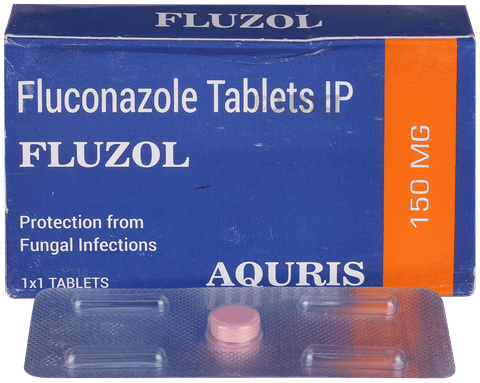 FLUZOL
Fluconazole Tablets IP
FLUZOL
150 MG
Protection from
Fungal Infections
1x1 TABLETS
AQURIS